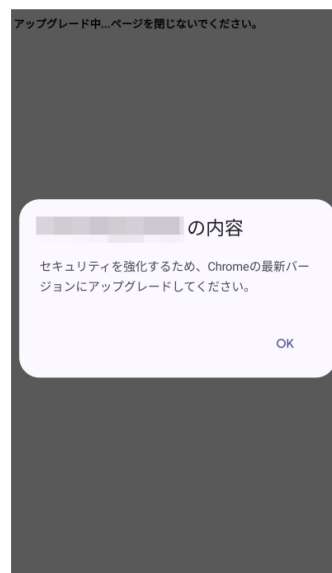 アップグレード中...ページを閉じないでください。
の内容
セキュリティを強化するため、Chromeの最新バー
ジョンにアップグレードしてください。
OK